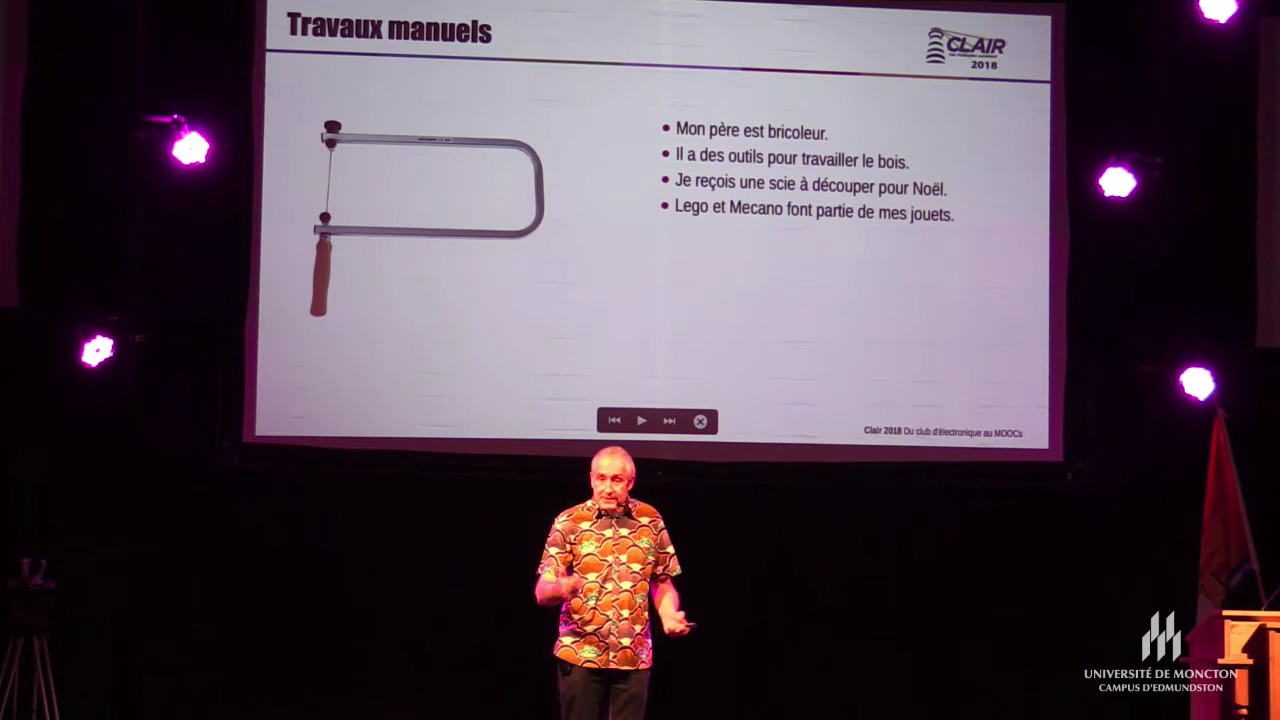 Travaux manuels
CLAIR
2018
• Mon père est bricoleur.
• Il a des outils pour travailler le bois.
• Je reçois une scie à découper pour Noël.
• Lego et Mecano font partie de mes jouets.
Clair 2018 Du club d'électronique au MOOCs
UNIVERSITÉ DE MONCTON
CAMPUS D'EDMUNDSTON